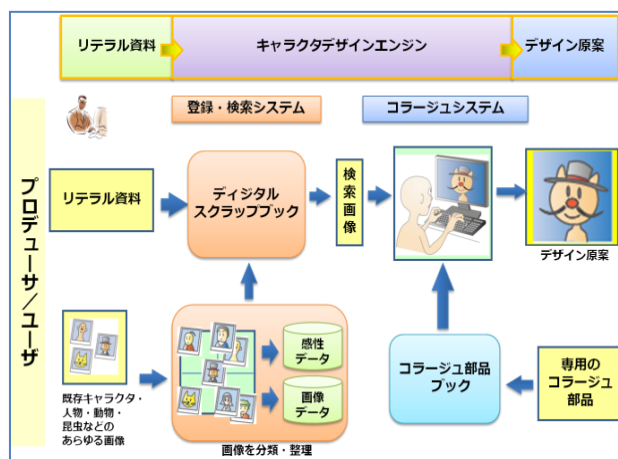 リテラル資料
キャラクタデザインエンジン
デザイン原案
登録・検索システム
コラージュシステム
プロデューサ／ユーザ
リテラル資料
ディジタル
スクラップブック
検索画像
デザイン原案
感性
データ
画像
データ
コラージュ部品
ブック
専用の
コラージュ
部品
既存キャラクタ・
人物・動物・
昆虫などの
あらゆる画像
画像を分類・整理